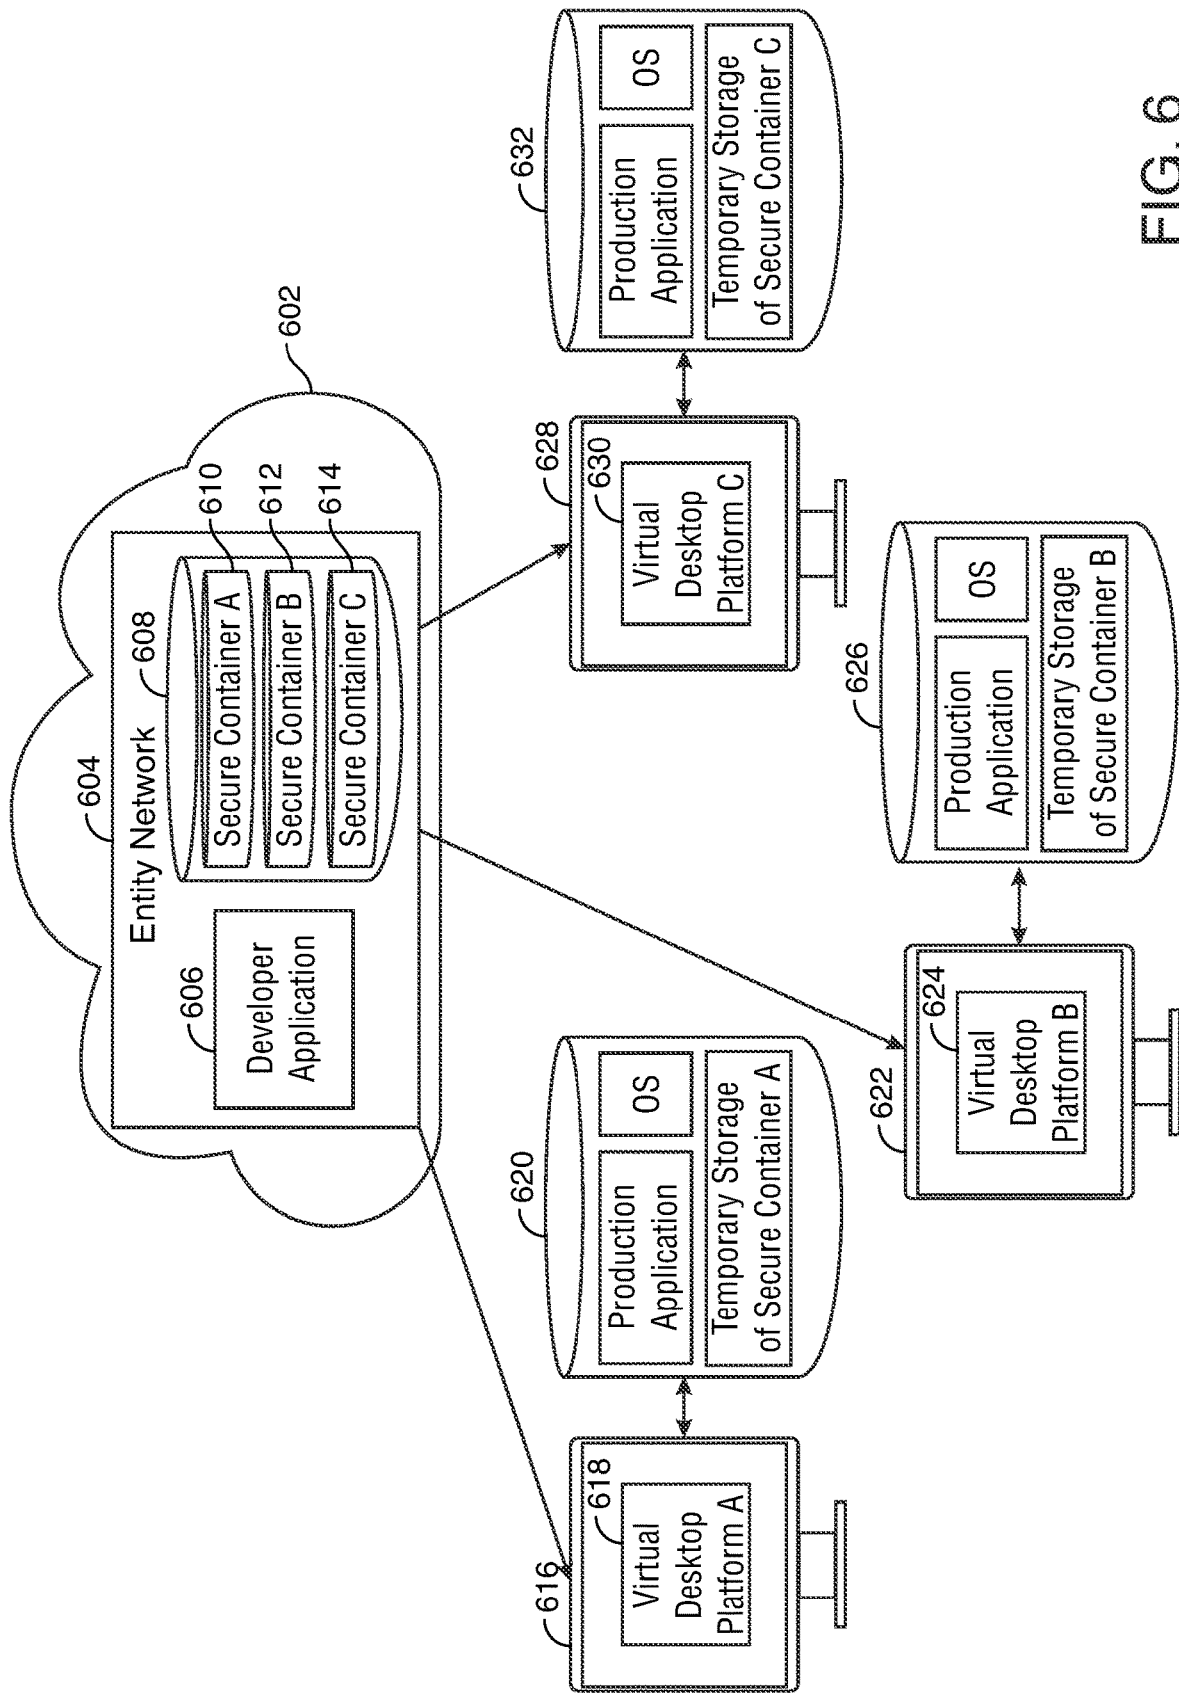 602
604
Entity Network
606
Developer
Application
608
Secure Container A
Secure Container B
Secure Container C
610
612
614
616
618
Virtual
Desktop
Platform A
620
Production
Application
OS
Temporary Storage
of Secure Container A
622
624
Virtual
Desktop
Platform B
626
Production
Application
OS
Temporary Storage
of Secure Container B
628
630
Virtual
Desktop
Platform C
632
Production
Application
OS
Temporary Storage
of Secure Container C
FIG. 6